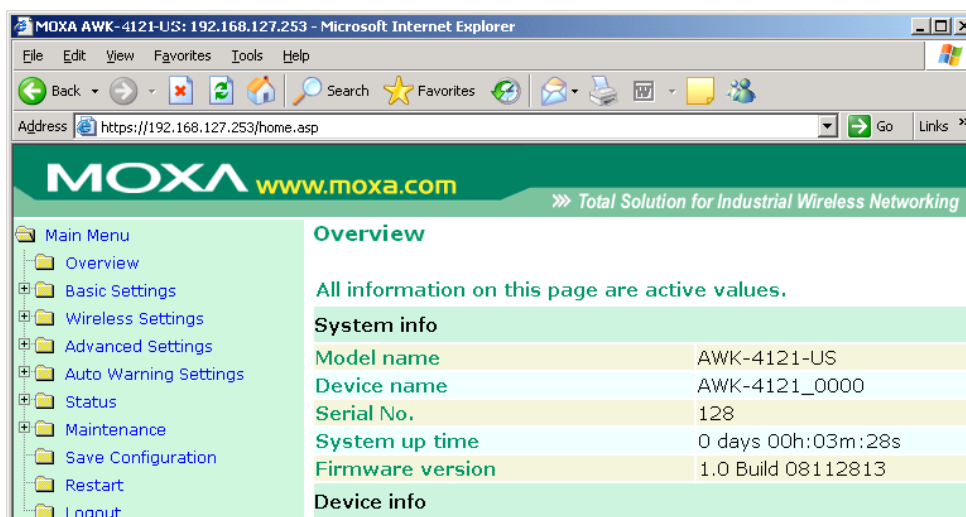 MOXA AWK-4121-US: 192.168.127.253 - Microsoft Internet Explorer
File Edit View Favorites Tools Help
Back Search Favorites
Address https://192.168.127.253/home.asp Go Links »
MOXA www.moxa.com
»» Total Solution for Industrial Wireless Networking
Main Menu
Overview
Basic Settings
Wireless Settings
Advanced Settings
Auto Warning Settings
Status
Maintenance
Save Configuration
Restart
Logout
Overview
All information on this page are active values.
System info
Model name AWK-4121-US
Device name AWK-4121_0000
Serial No. 128
System up time 0 days 00h:03m:28s
Firmware version 1.0 Build 08112813
Device info